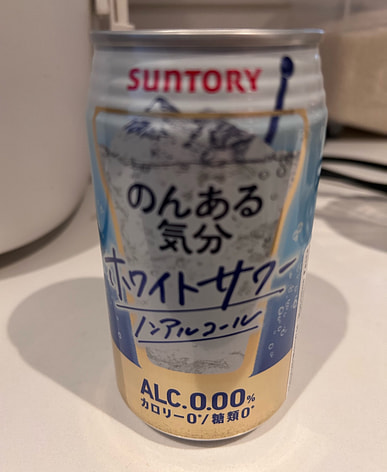 SUNTORY
のんある
気分
ホワイトサワー
ノンアルコール
ALC.0.00%
カロリー0*/糖類0*